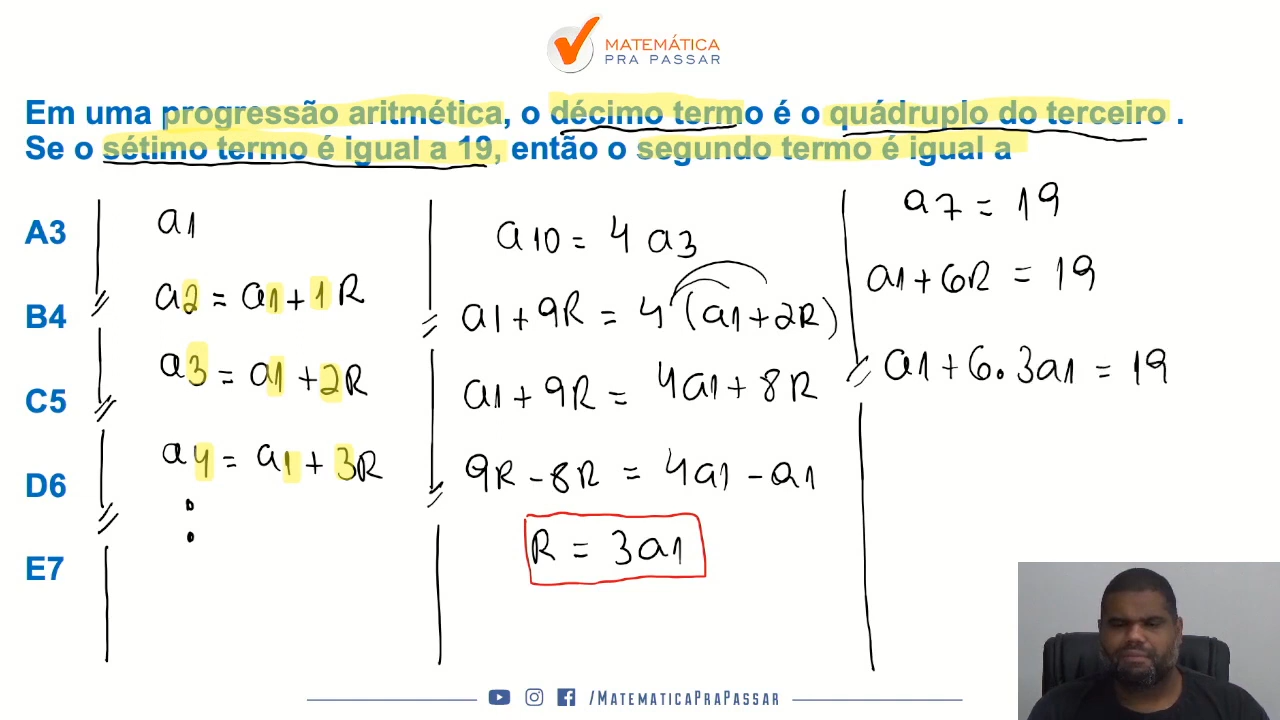 MATEMÁTICA
PRA PASSAR
Em uma progressão aritmética, o décimo termo é o quádruplo do terceiro .
Se o sétimo termo é igual a 19, então o segundo termo é igual a
A3
B4
C5
D6
E7
a1
a2 = a1 + 1R
a3 = a1 + 2R
a4 = a1 + 3R
:
a10 = 4 a3
a1 + 9R = 4 (a1 + 2R)
a1 + 9R = 4a1 + 8R
9R - 8R = 4a1 - a1
R = 3a1
a7 = 19
a1 + 6R = 19
a1 + 6. 3a1 = 19
/MATEMATICAPRAPASSAR